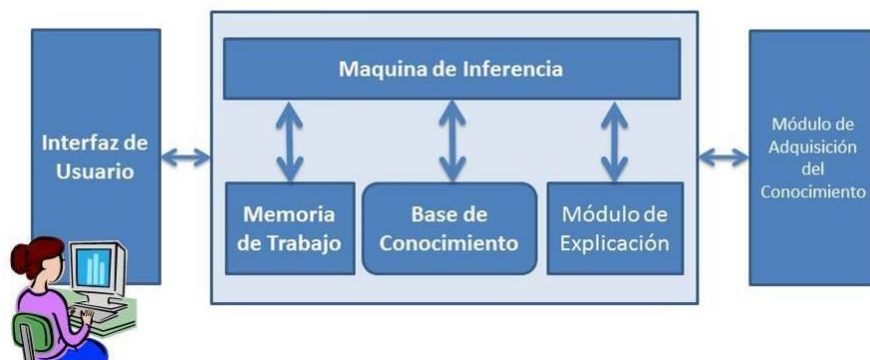 Maquina de Inferencia
Interfaz de
Usuario
Memoria
de Trabajo
Base de
Conocimiento
Módulo de
Explicación
Módulo de
Adquisición
del
Conocimiento